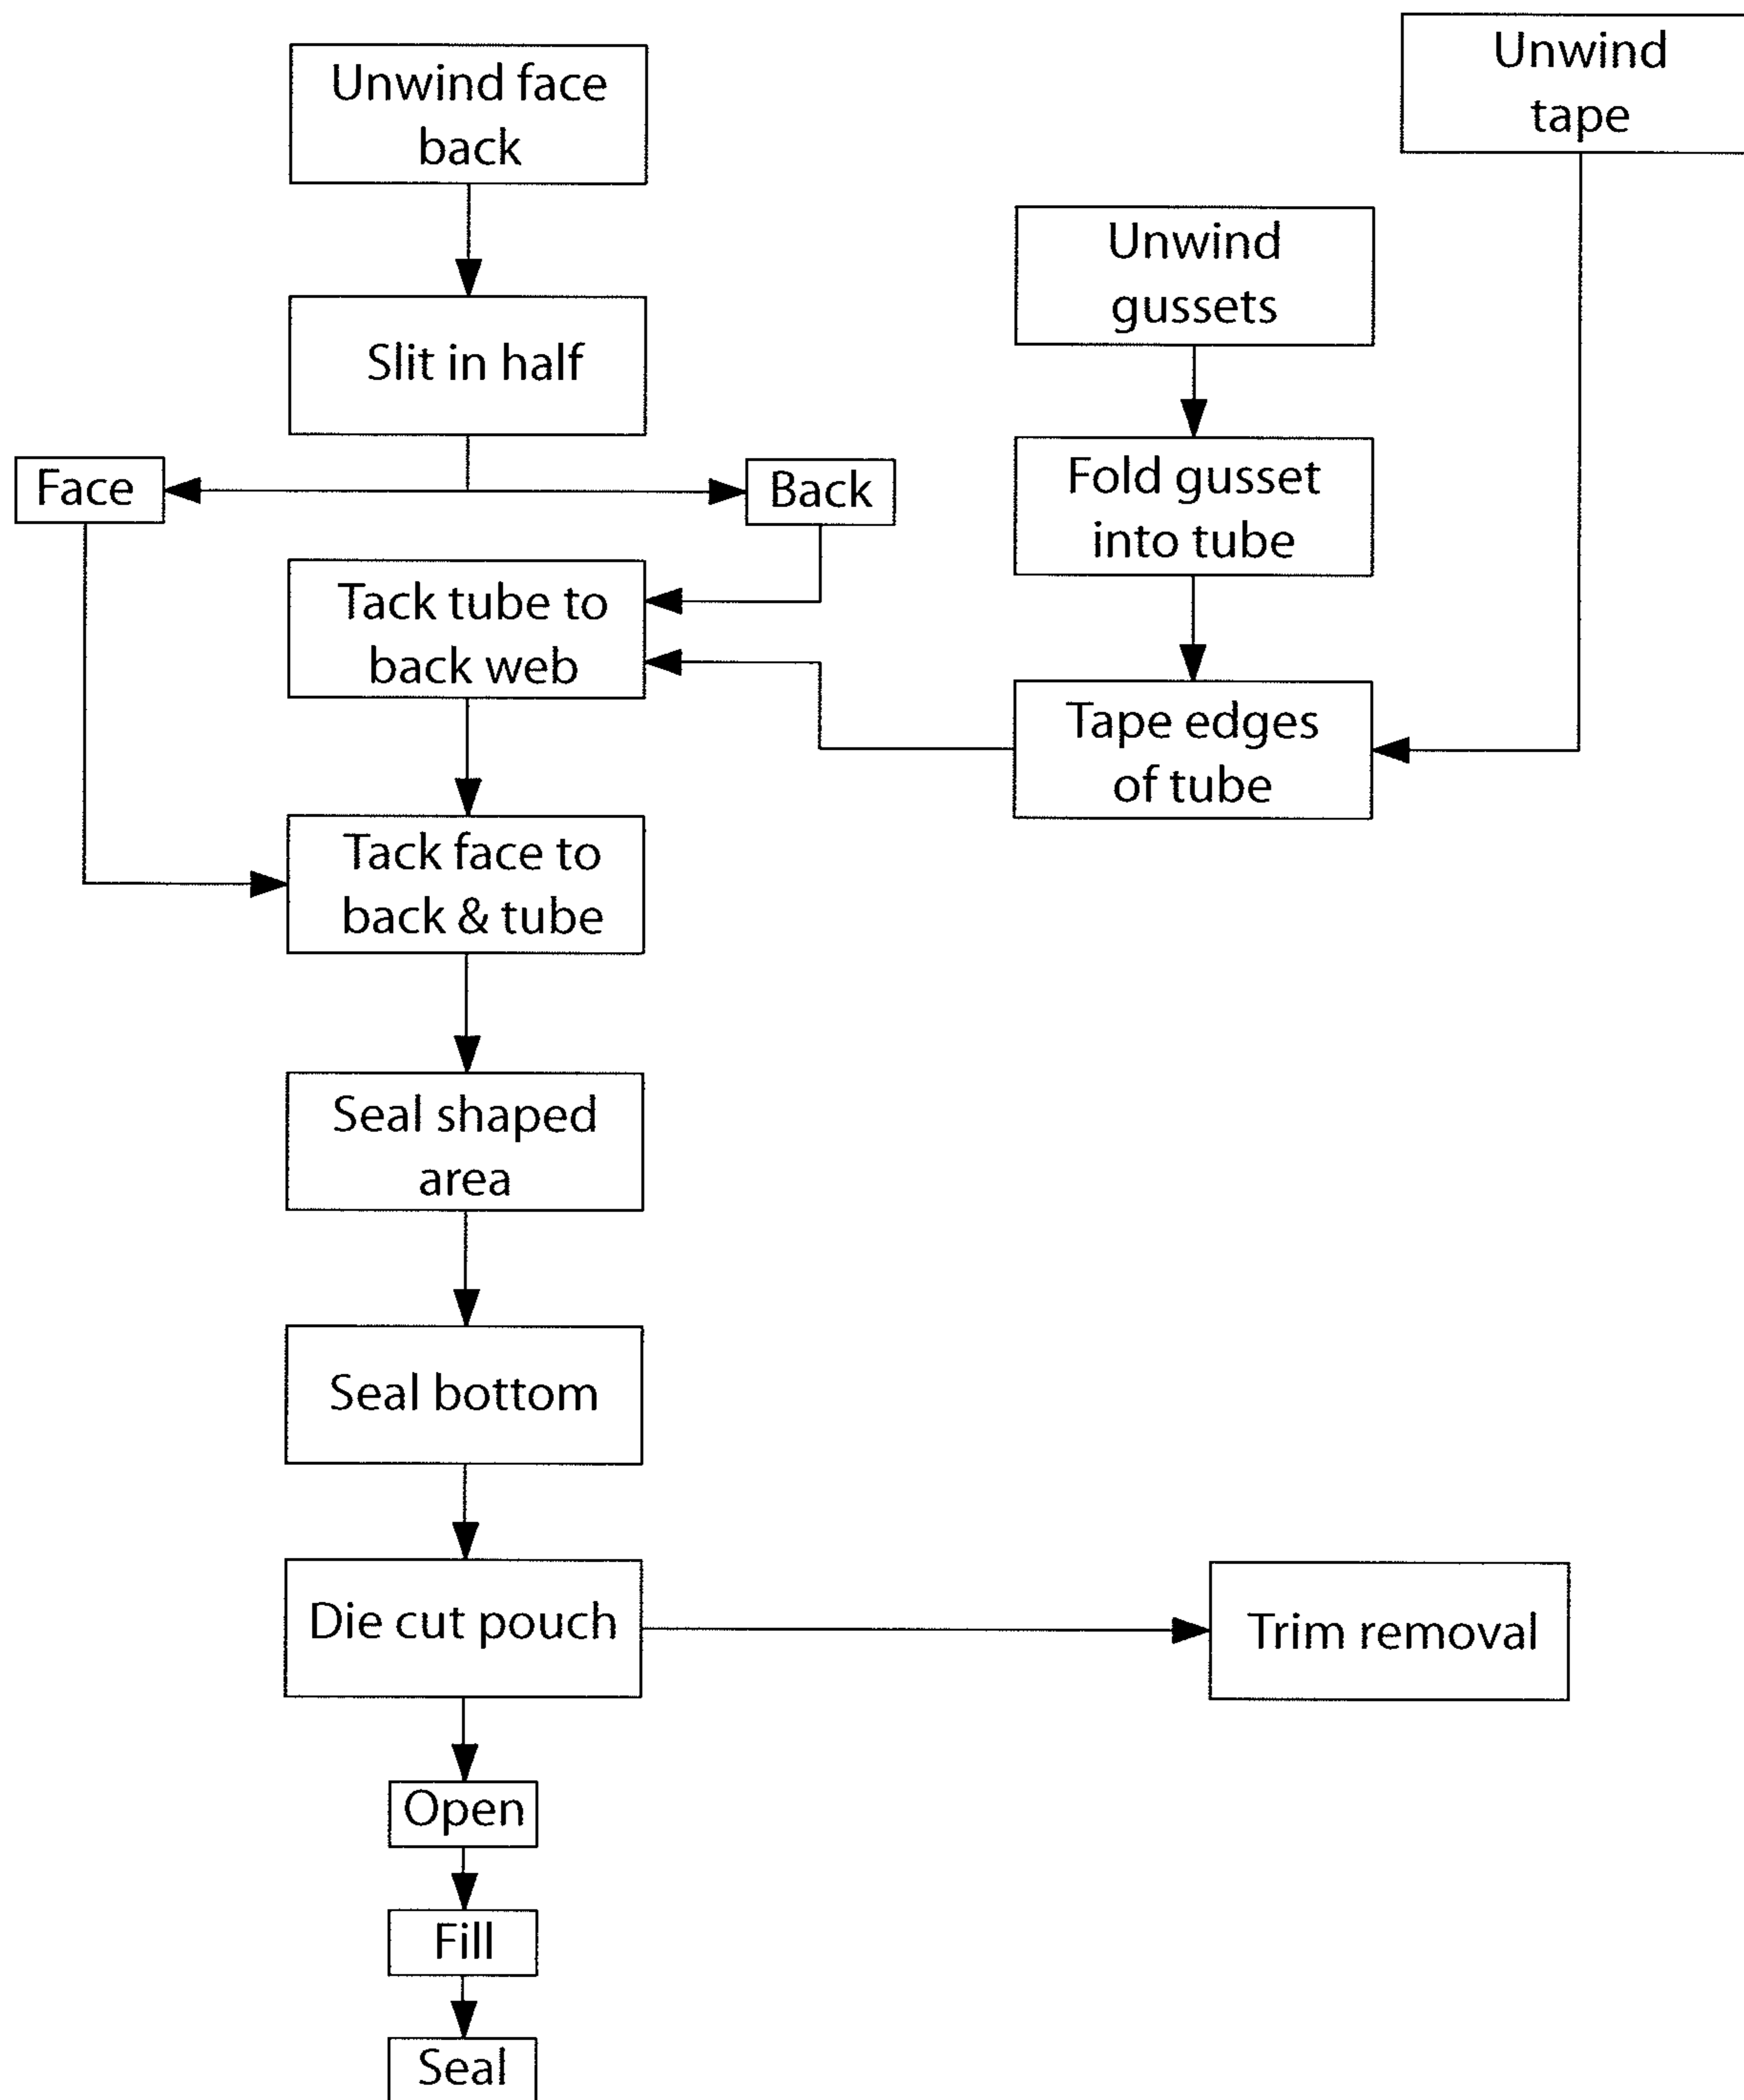 Unwind face
back
Unwind
tape
Unwind
gussets
Slit in half
Face
Back
Fold gusset
into tube
Tack tube to
back web
Tape edges
of tube
Tack face to
back & tube
Seal shaped
area
Seal bottom
Die cut pouch
Trim removal
Open
Fill
Seal